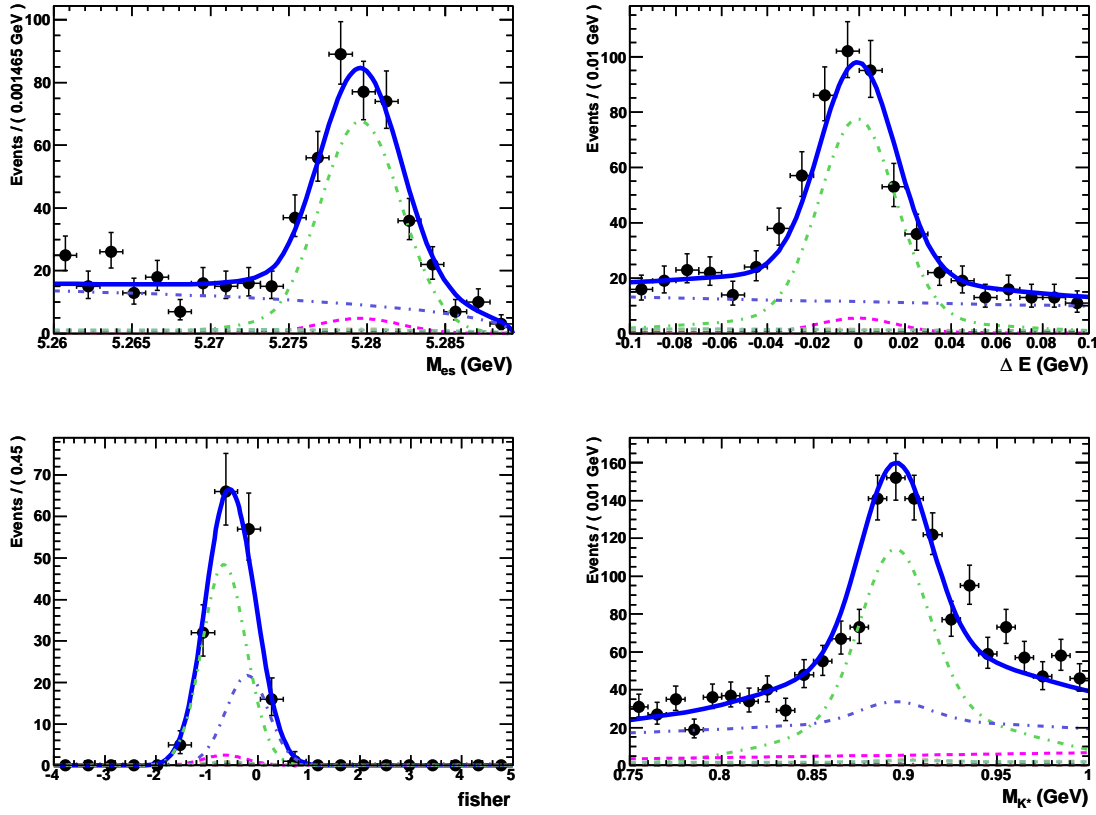 Events / ( 0.001465 GeV )
100
80
60
40
20
0
5.26 5.265 5.27 5.275 5.28 5.285
M_es (GeV)
Events / ( 0.01 GeV )
100
80
60
40
20
0
-0.1 -0.08 -0.06 -0.04 -0.02 0 0.02 0.04 0.06 0.08 0.1
Δ E (GeV)
Events / ( 0.45 )
70
60
50
40
30
20
10
0
-4 -3 -2 -1 0 1 2 3 4 5
fisher
Events / ( 0.01 GeV )
160
140
120
100
80
60
40
20
0
0.75 0.8 0.85 0.9 0.95 1
M_K* (GeV)